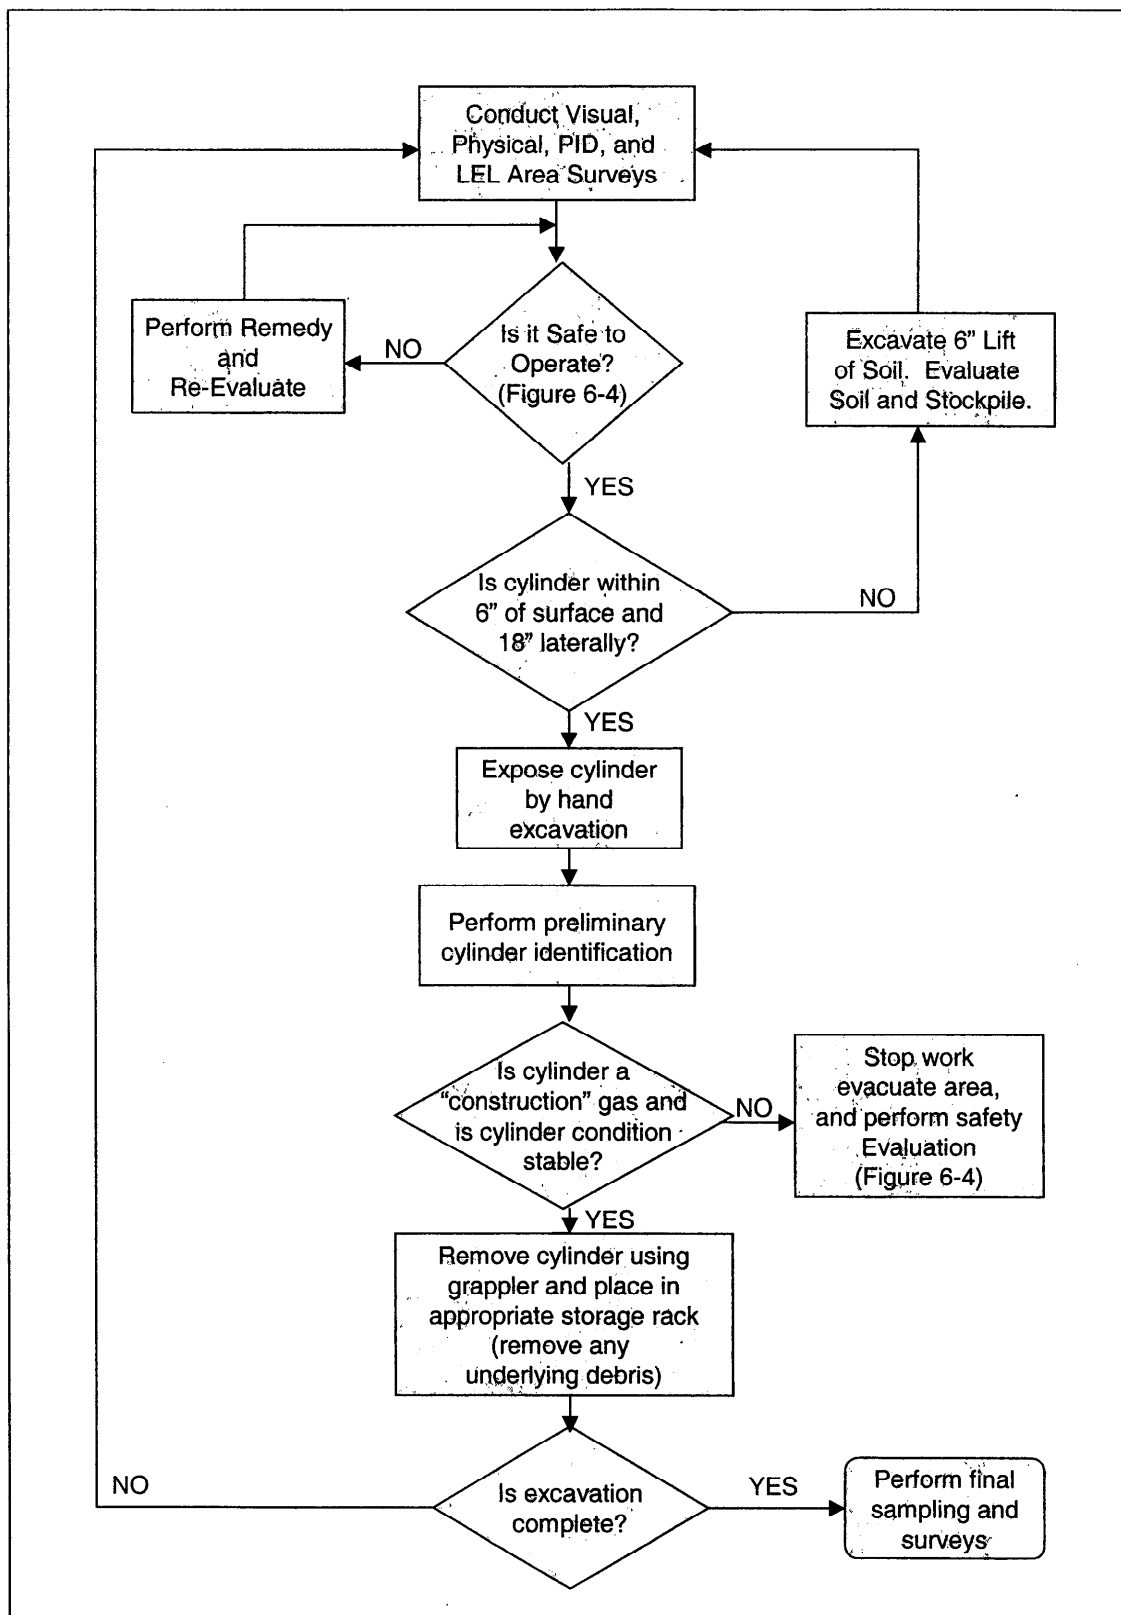 Conduct Visual,
Physical, PID, and
LEL Area Surveys
Perform Remedy
and
Re-Evaluate
NO
Is it Safe to
Operate?
(Figure 6-4)
Excavate 6" Lift
of Soil. Evaluate
Soil and Stockpile.
YES
Is cylinder within
6" of surface and
18" laterally?
NO
YES
Expose cylinder
by hand
excavation
Perform preliminary
cylinder identification
Is cylinder a
"construction" gas and
is cylinder condition
stable?
NO
Stop work
evacuate area,
and perform safety
Evaluation
(Figure 6-4)
YES
Remove cylinder using
grappler and place in
appropriate storage rack
(remove any
underlying debris)
NO
Is excavation
complete?
YES
Perform final
sampling and
surveys